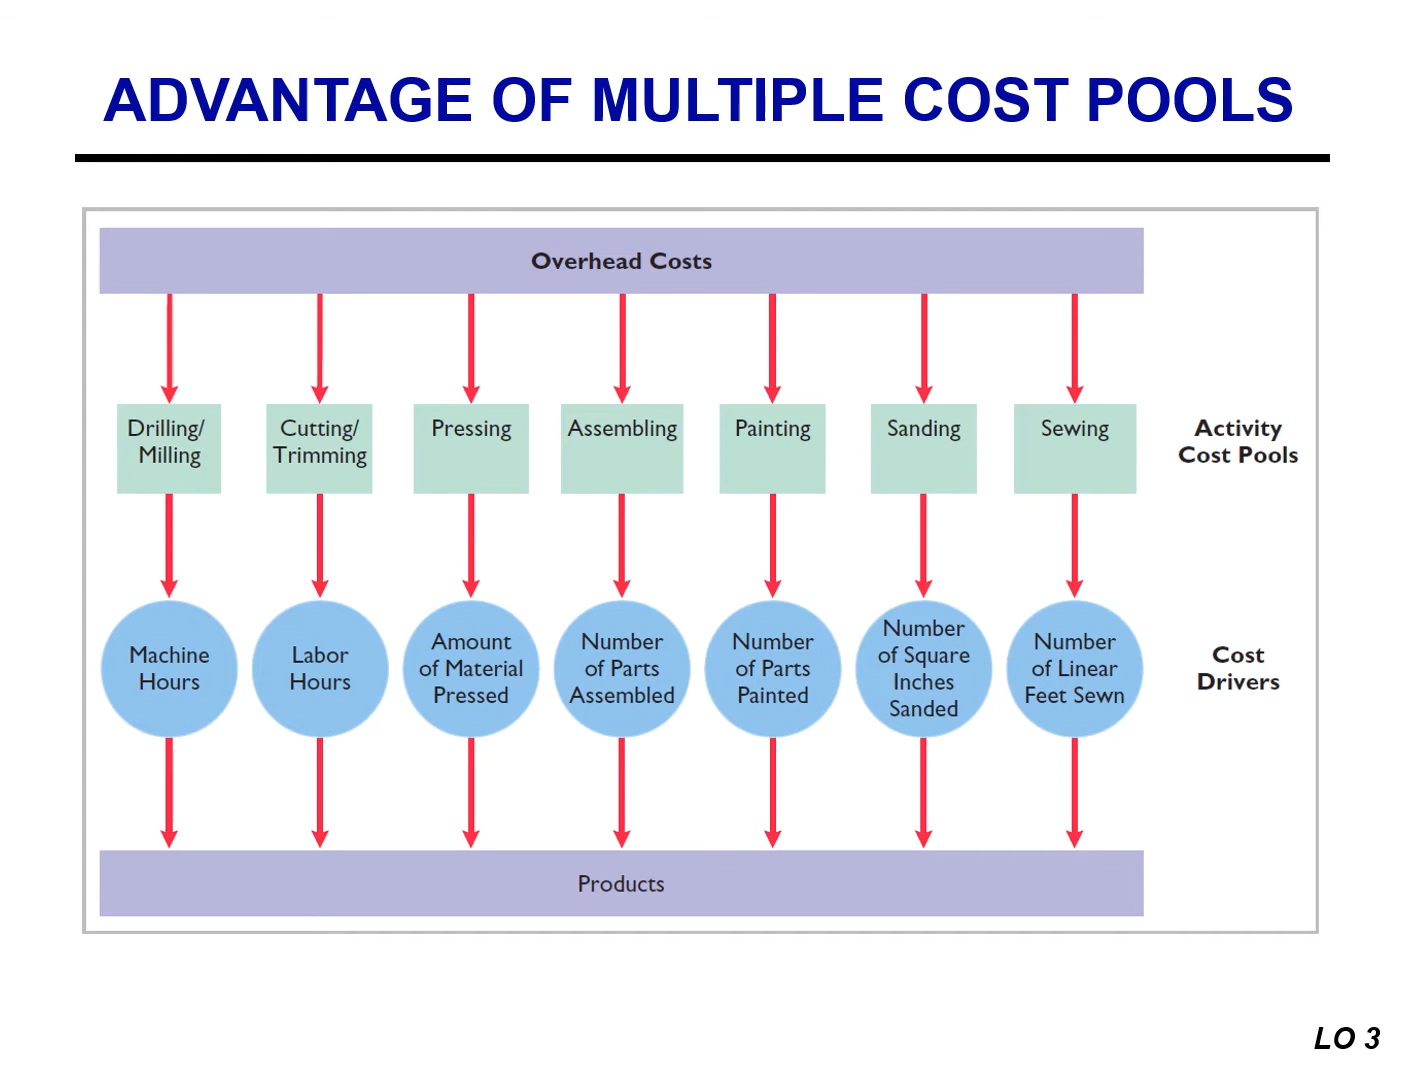 ADVANTAGE OF MULTIPLE COST POOLS
Overhead Costs
Drilling/
Milling
Cutting/
Trimming
Pressing
Assembling
Painting
Sanding
Sewing
Activity
Cost Pools
Machine
Hours
Labor
Hours
Amount
of Material
Pressed
Number
of Parts
Assembled
Number
of Parts
Painted
Number
of Square
Inches
Sanded
Number
of Linear
Feet Sewn
Cost
Drivers
Products
LO 3